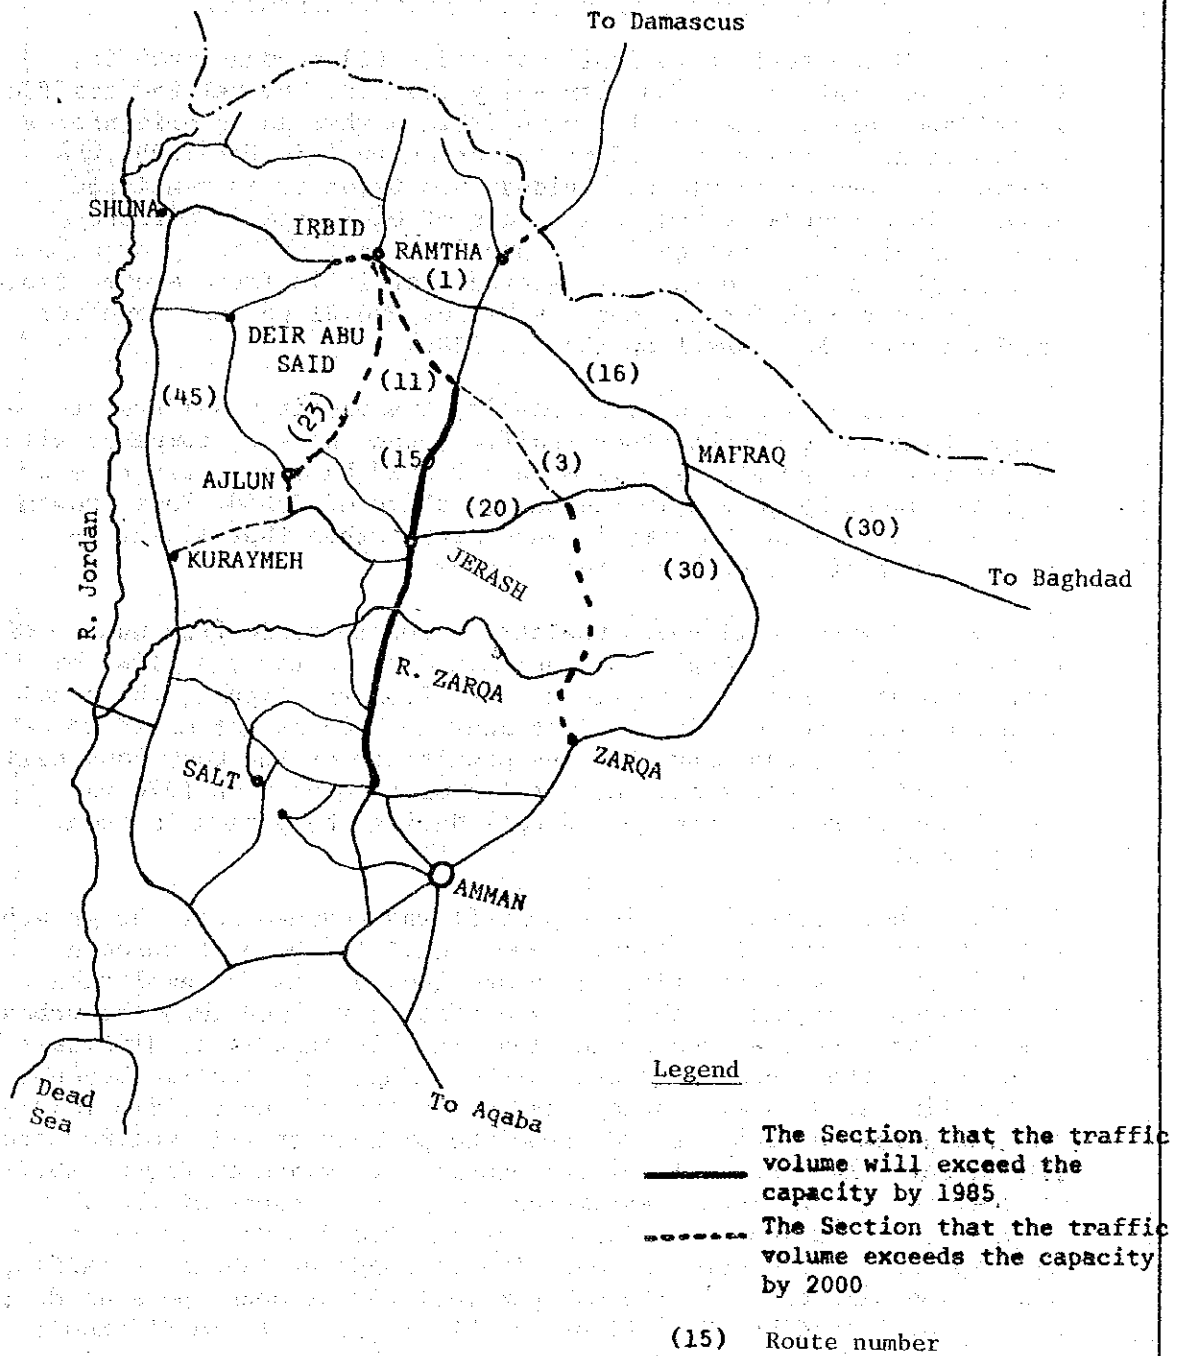 To Damascus
SHUNA
IRBID
RAMTHA
(1)
DEIR ABU
SAID
(11)
(16)
(45)
(23)
(15)
(3)
MAFRAQ
AJLUN
(20)
(30)
R. Jordan
KURAYMEH
JERASH
(30)
To Baghdad
R. ZARQA
SALT
ZARQA
AMMAN
Dead
Sea
To Aqaba
Legend
The Section that the traffic
volume will exceed the
capacity by 1985
The Section that the traffic
volume exceeds the capacity
by 2000
(15) Route number